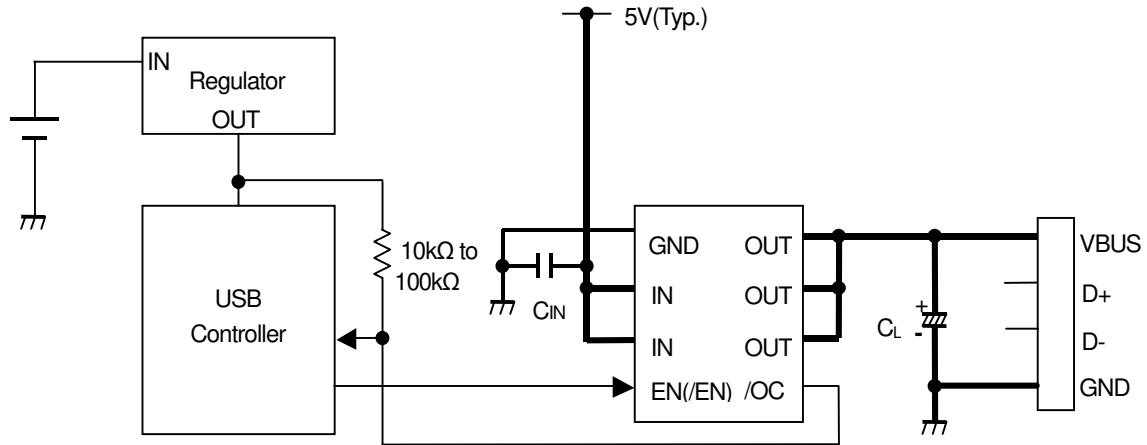 5V(Typ.)
IN
Regulator
OUT
10kΩ to
100kΩ
USB
Controller
CIN
GND OUT
IN OUT
IN OUT
EN(/EN) /OC
CL
+
-
VBUS
D+
D-
GND